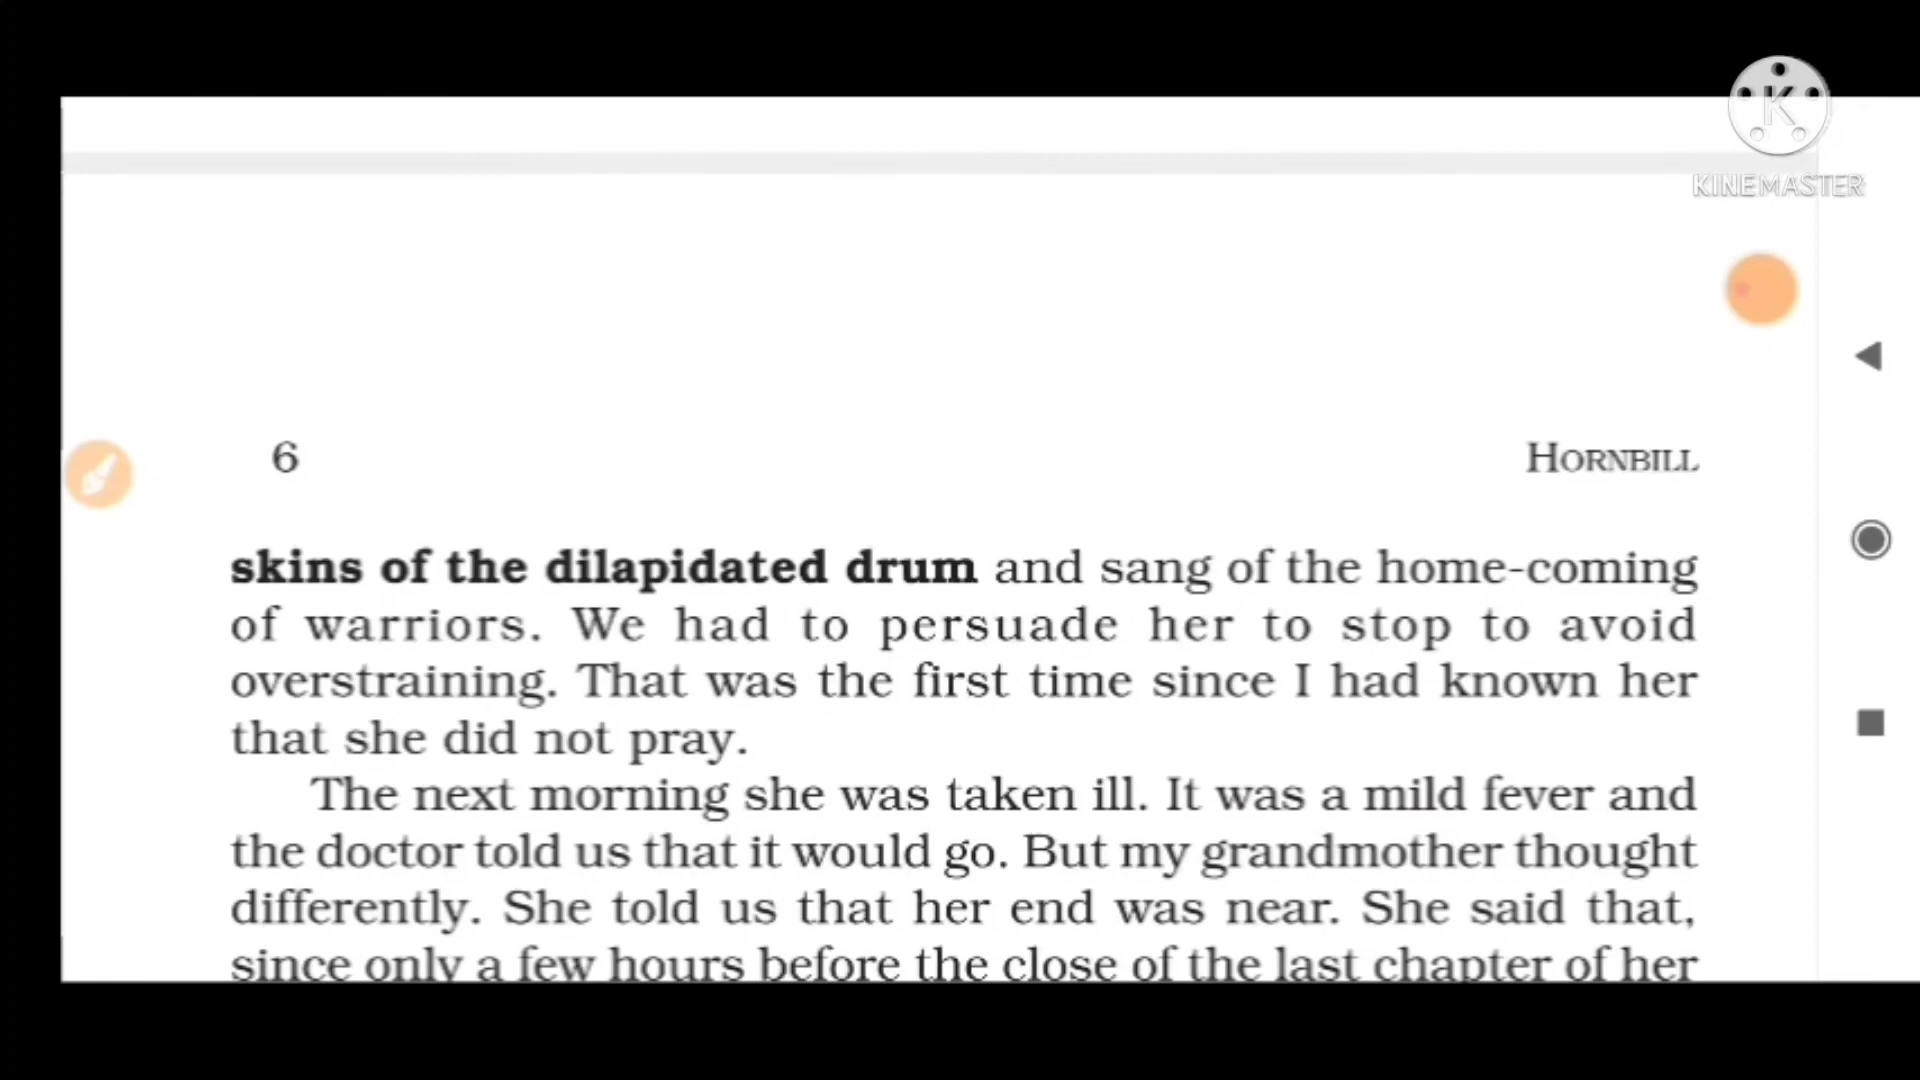 K
KINEMASTER
6 HORNBILL
skins of the dilapidated drum and sang of the home-coming
of warriors. We had to persuade her to stop to avoid
overstraining. That was the first time since I had known her
that she did not pray.
The next morning she was taken ill. It was a mild fever and
the doctor told us that it would go. But my grandmother thought
differently. She told us that her end was near. She said that,
since only a few hours before the close of the last chapter of her